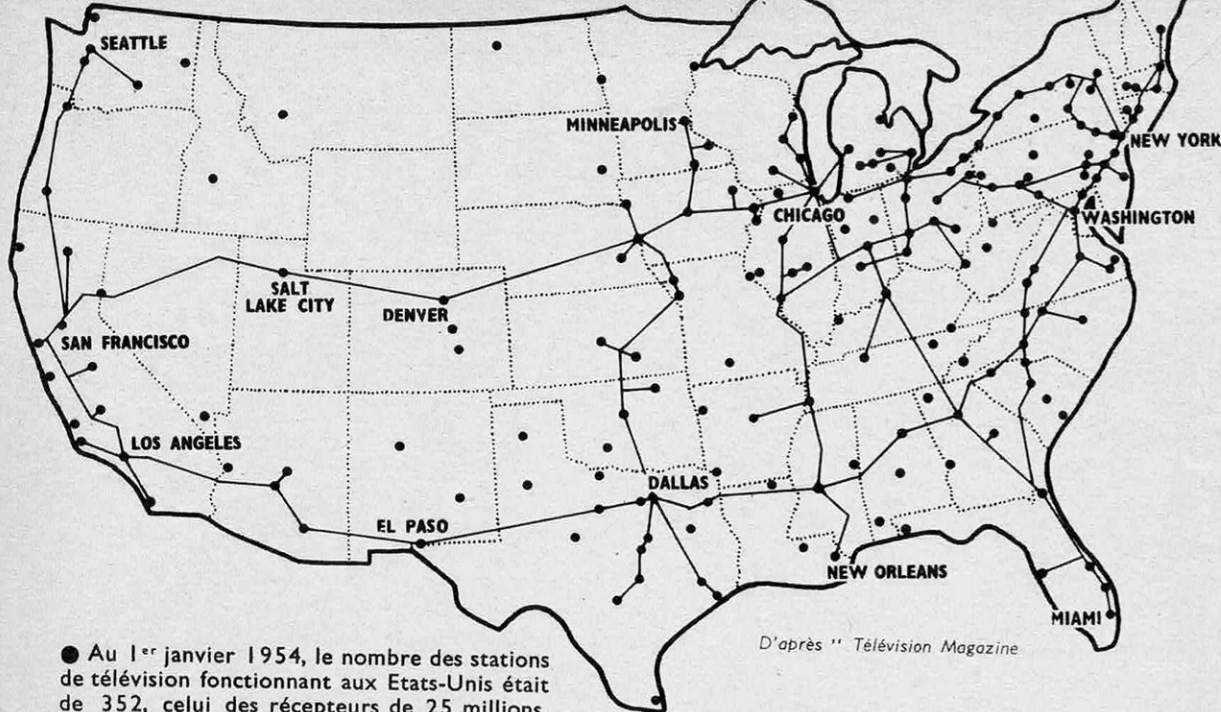 SEATTLE
MINNEAPOLIS
NEW YORK
CHICAGO
WASHINGTON
SALT
LAKE CITY
DENVER
SAN FRANCISCO
LOS ANGELES
DALLAS
EL PASO
NEW ORLEANS
MIAMI
D'après " Télévision Magazine
● Au 1er janvier 1954, le nombre des stations
de télévision fonctionnant aux Etats-Unis était
de 352, celui des récepteurs de 25 millions.